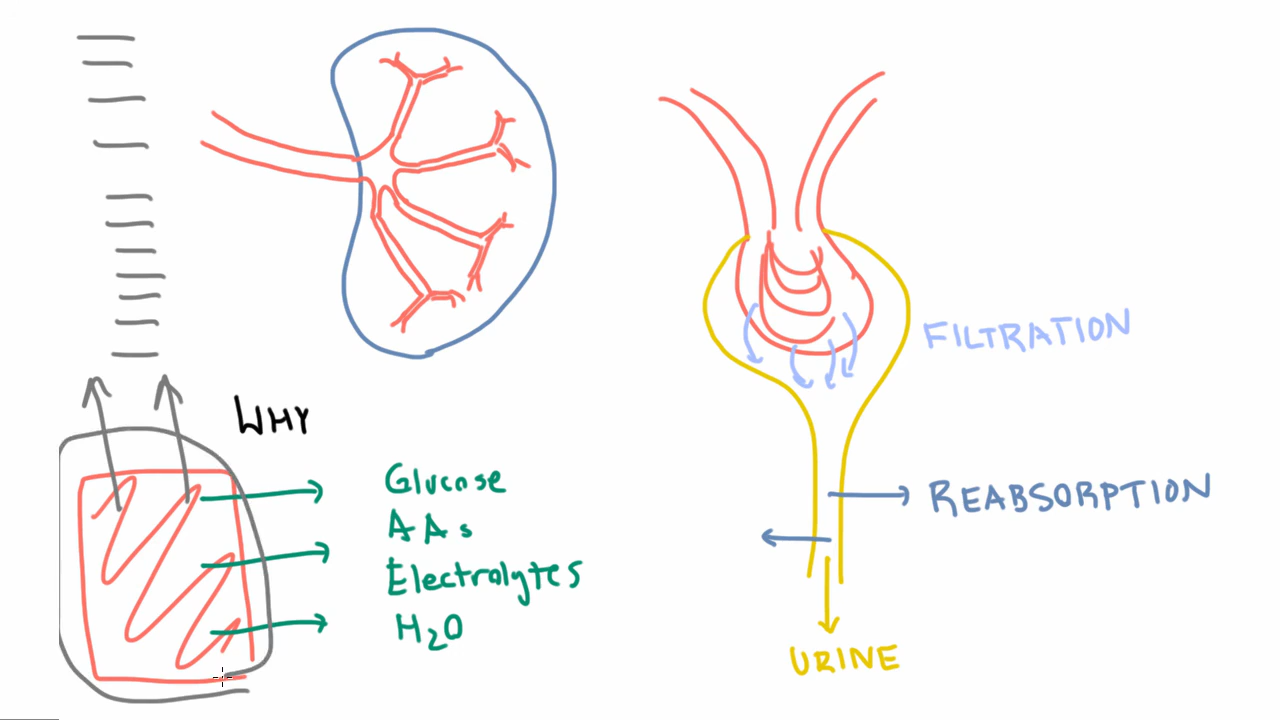 WHY
Glucose
AAs
Electrolytes
H₂O
FILTRATION
REABSORPTION
URINE